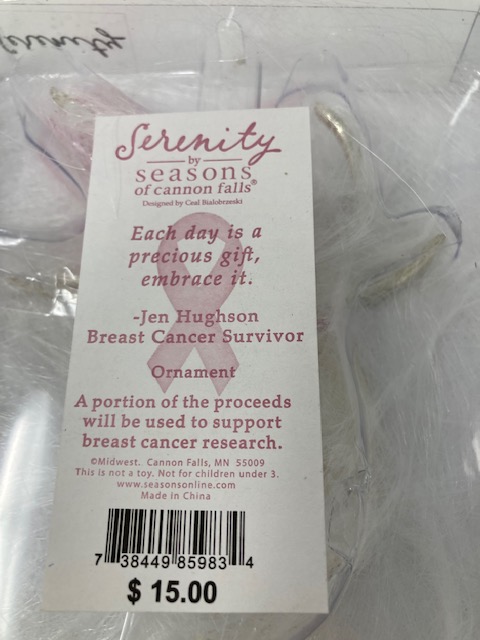 Serenity
Serenity
by
seasons
of cannon falls®
Designed by Ceal Bialobrzeski
Each day is a
precious gift,
embrace it.
-Jen Hughson
Breast Cancer Survivor
Ornament
A portion of the proceeds
will be used to support
breast cancer research.
©Midwest. Cannon Falls, MN 55009
This is not a toy. Not for children under 3.
www.seasonsonline.com
Made in China
7 38449 85983 4
$ 15.00